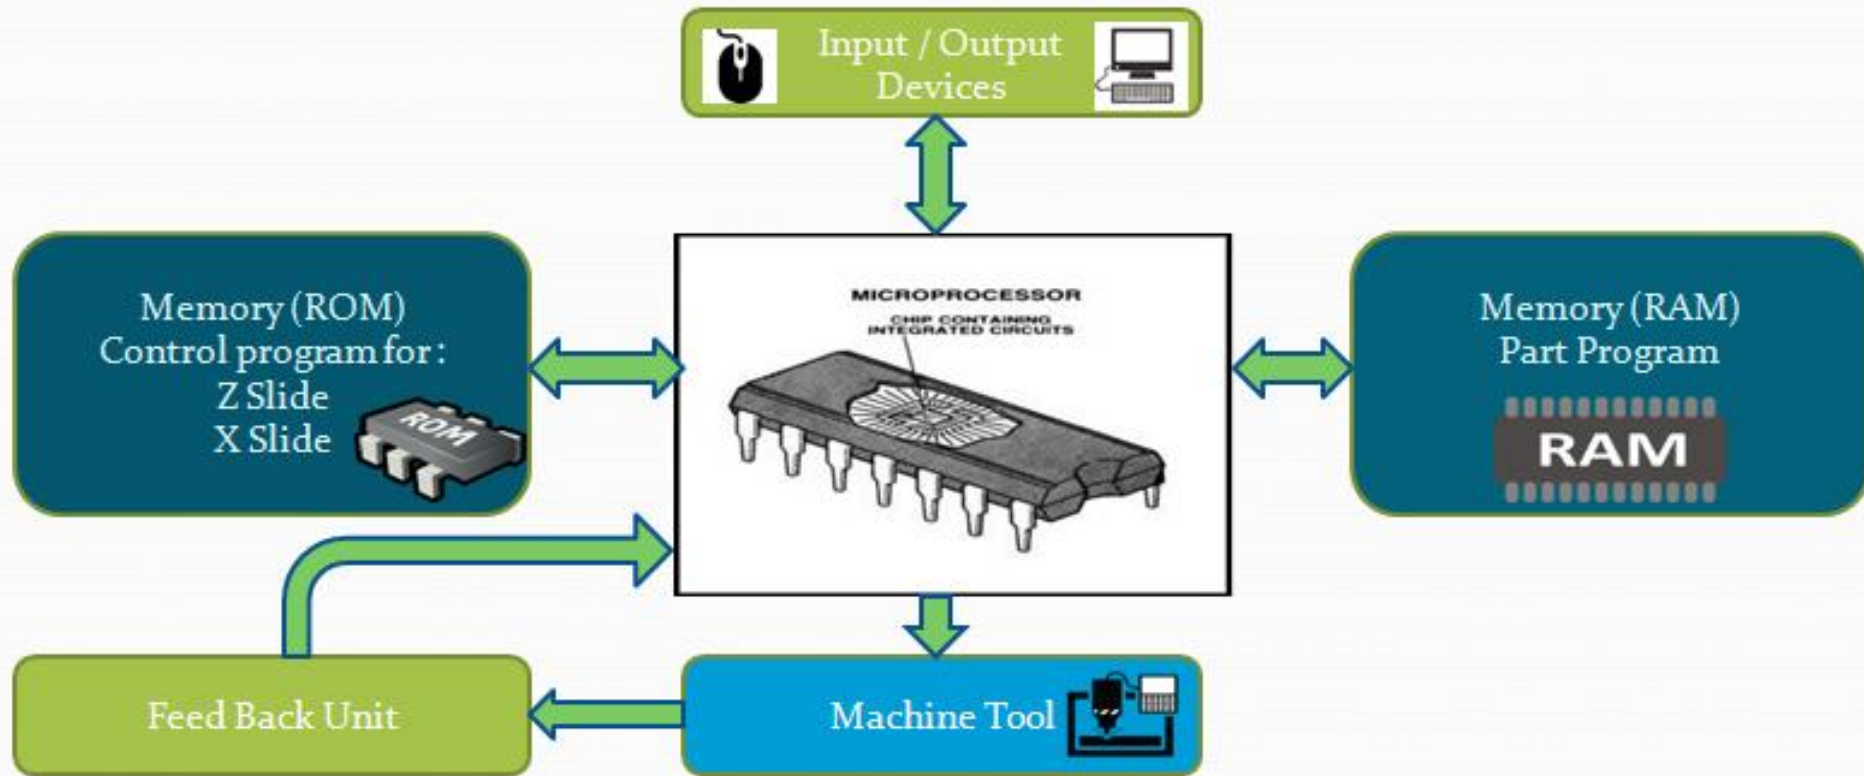 Input / Output
Devices
Memory (ROM)
Control program for :
Z Slide
X Slide
ROM
MICROPROCESSOR
CHIP CONTAINING
INTEGRATED CIRCUITS
Memory (RAM)
Part Program
RAM
Feed Back Unit
Machine Tool